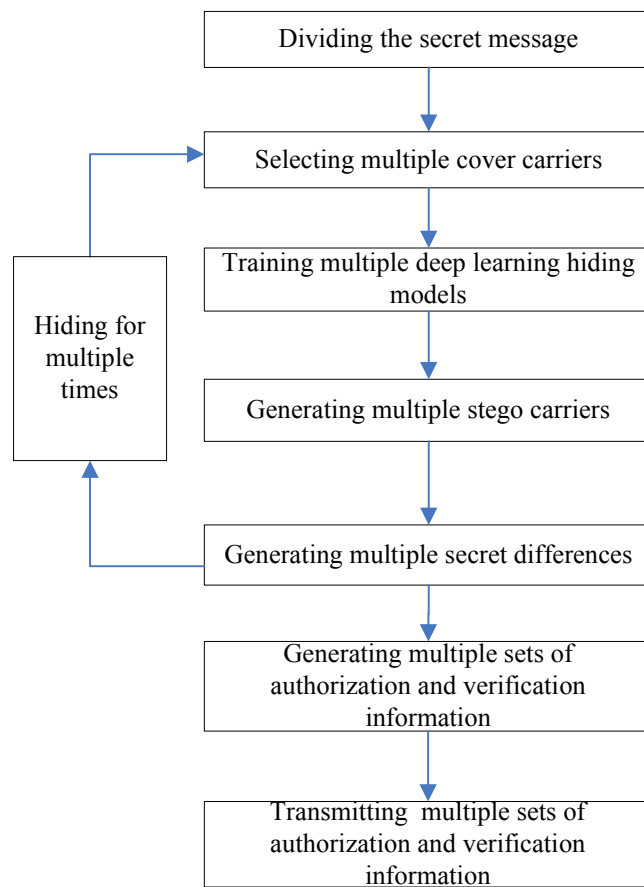 Dividing the secret message
Selecting multiple cover carriers
Training multiple deep learning hiding
models
Hiding for
multiple
times
Generating multiple stego carriers
Generating multiple secret differences
Generating multiple sets of
authorization and verification
information
Transmitting  multiple sets of
authorization and verification
information